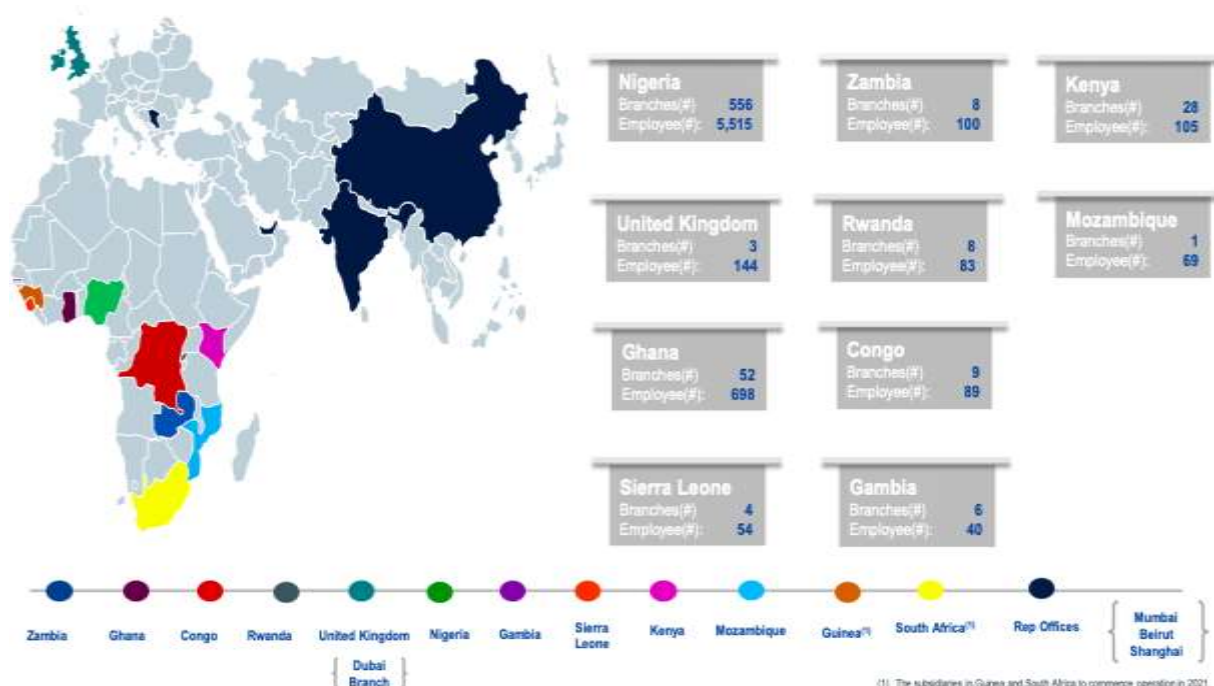 Nigeria
Branches(#) 556
Employee(#): 5,515
Zambia
Branches(#) 8
Employee(#): 100
Kenya
Branches(#) 28
Employee(#): 105
United Kingdom
Branches(#) 3
Employee(#): 144
Rwanda
Branches(#) 8
Employee(#): 83
Mozambique
Branches(#) 1
Employee(#): 69
Ghana
Branches(#) 52
Employee(#): 698
Congo
Branches(#) 9
Employee(#): 89
Sierra Leone
Branches(#) 4
Employee(#): 54
Gambia
Branches(#) 6
Employee(#): 40
Zambia
Ghana
Congo
Rwanda
United Kingdom
Dubai
Branch
Nigeria
Gambia
Sierra
Leone
Kenya
Mozambique
Guinea(1)
South Africa(1)
Rep Offices
Mumbai
Beirut
Shanghai
(1) The subsidiaries in Guinea and South Africa to commerce operation in 2021